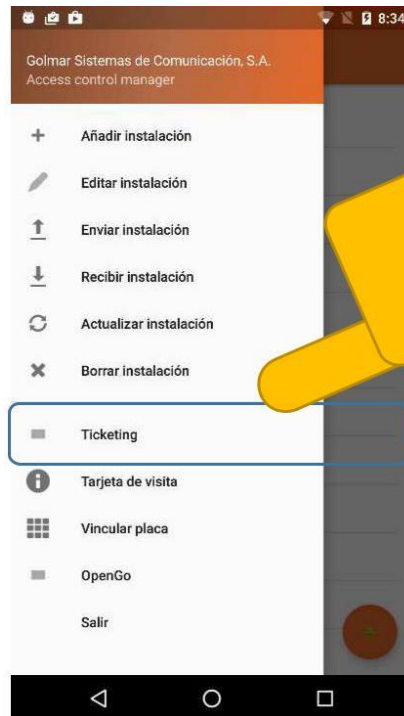 8:34
Golmar Sistemas de Comunicación, S.A.
Access control manager
Añadir instalación
Editar instalación
Enviar instalación
Recibir instalación
Actualizar instalación
Borrar instalación
Ticketing
Tarjeta de visita
Vincular placa
OpenGo
Salir